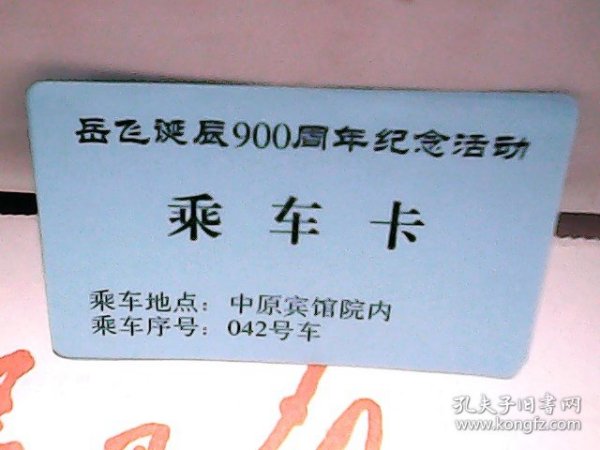 岳飞诞辰900周年纪念活动
乘车卡
乘车地点：中原宾馆院内
乘车序号：042号车
孔夫子旧书网
www.kongfz.com